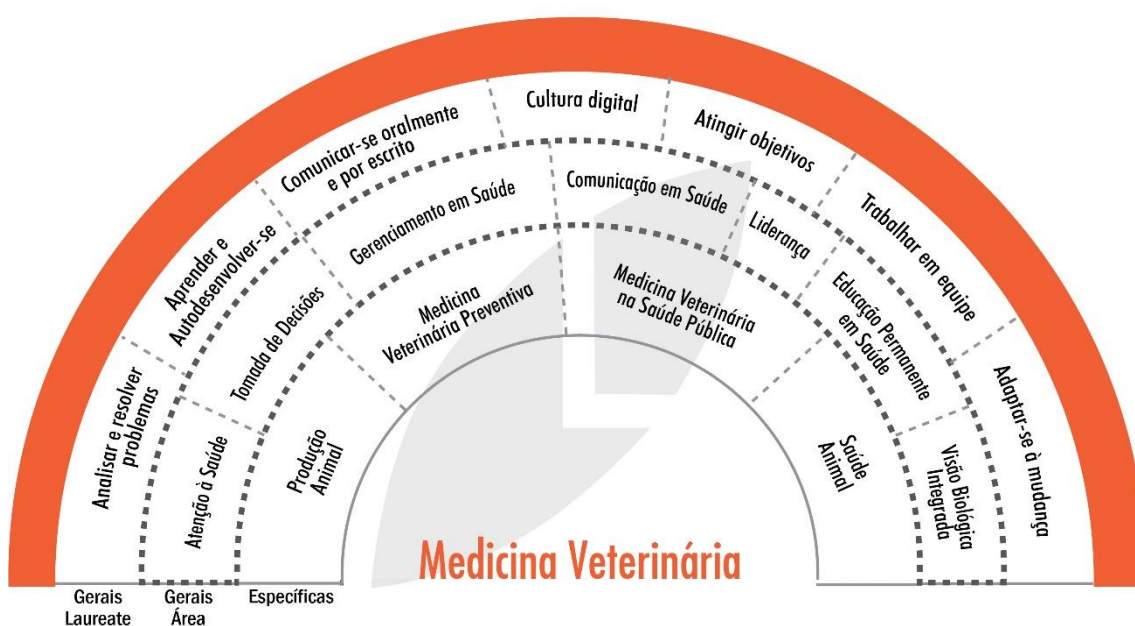 Analisar e resolver
problemas
Aprender e
Autodesenvolver-se
Comunicar-se oralmente
e por escrito
Cultura digital
Atingir objetivos
Trabalhar em equipe
Adaptar-se à mudança
Atenção à Saúde
Tomada de Decisões
Gerenciamento em Saúde
Comunicação em Saúde
Liderança
Educação Permanente
em Saúde
Visão Biológica
Integrada
Produção
Animal
Medicina
Veterinária Preventiva
Medicina Veterinária
na Saúde Pública
Saúde
Animal
Medicina Veterinária
Gerais
Laureate
Gerais
Área
Específicas